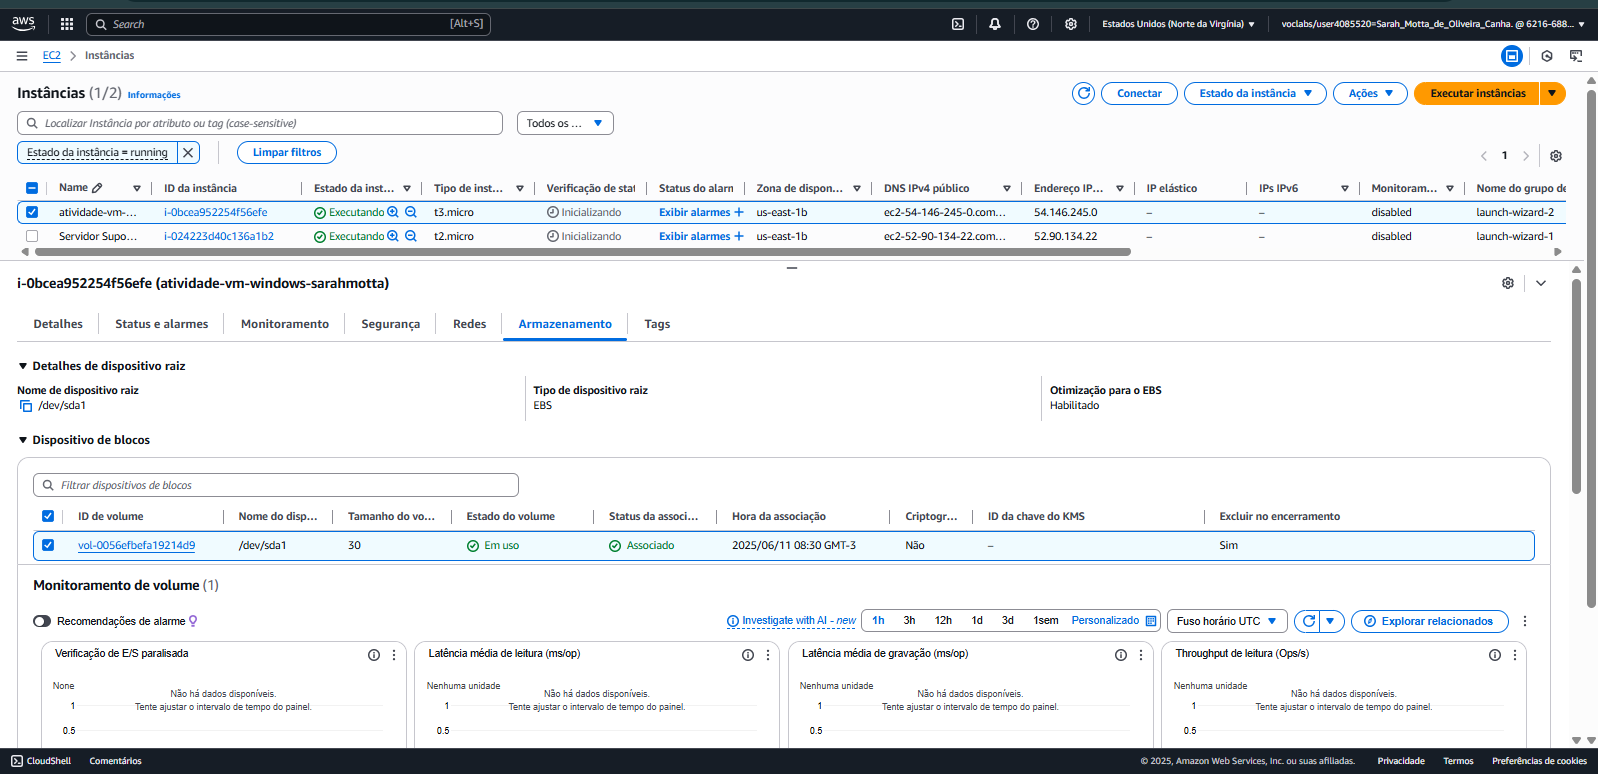 aws
Search [Alt+S]
Estados Unidos (Norte da Virgínia)
voclabs/user4085520=Sarah_Motta_de_Oliveira_Canha. @ 6216-688...
EC2 > Instâncias
Instâncias (1/2) Informações
Conectar
Estado da instância
Ações
Executar instâncias
Localizar Instância por atributo ou tag (case-sensitive)
Todos os ...
Estado da instância = running
Limpar filtros
1
Name ID da instância Estado da inst... Tipo de inst... Verificação de stat Status do alarm Zona de dispon... DNS IPv4 público Endereço IP... IP elástico IPs IPv6 Monitoram... Nome do grupo de
atividade-vm-... i-0bcea952254f56efe Executando t3.micro Inicializando Exibir alarmes + us-east-1b ec2-54-146-245-0.com... 54.146.245.0 – – disabled launch-wizard-2
Servidor Supo... i-024223d40c136a1b2 Executando t2.micro Inicializando Exibir alarmes + us-east-1b ec2-52-90-134-22.com... 52.90.134.22 – – disabled launch-wizard-1
i-0bcea952254f56efe (atividade-vm-windows-sarahmotta)
Detalhes Status e alarmes Monitoramento Segurança Redes Armazenamento Tags
Detalhes de dispositivo raiz
Nome de dispositivo raiz Tipo de dispositivo raiz Otimização para o EBS
/dev/sda1 EBS Habilitado
Dispositivo de blocos
Filtrar dispositivos de blocos
ID de volume Nome do disp... Tamanho do vo... Estado do volume Status da associ... Hora da associação Criptogr... ID da chave do KMS Excluir no encerramento
vol-0056efbefa19214d9 /dev/sda1 30 Em uso Associado 2025/06/11 08:30 GMT-3 Não – Sim
Monitoramento de volume (1)
Recomendações de alarme
Investigate with AI - new
1h 3h 12h 1d 3d 1sem Personalizado
Fuso horário UTC
Explorar relacionados
Verificação de E/S paralisada Latência média de leitura (ms/op) Latência média de gravação (ms/op) Throughput de leitura (Ops/s)
None Nenhuma unidade Nenhuma unidade Nenhuma unidade
Não há dados disponíveis. Não há dados disponíveis. Não há dados disponíveis. Não há dados disponíveis.
1 Tente ajustar o intervalo de tempo do painel. 1 Tente ajustar o intervalo de tempo do painel. 1 Tente ajustar o intervalo de tempo do painel. 1 Tente ajustar o intervalo de tempo do painel.
0.5 0.5 0.5 0.5
CloudShell Comentários © 2025, Amazon Web Services, Inc. ou suas afiliadas. Privacidade Termos Preferências de cookies